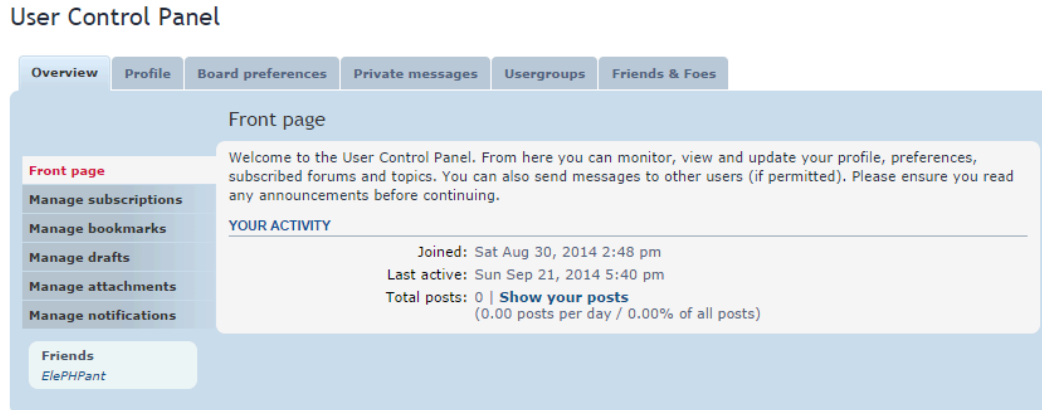 User Control Panel
Overview Profile Board preferences Private messages Usergroups Friends & Foes
Front page
Front page
Manage subscriptions
Manage bookmarks
Manage drafts
Manage attachments
Manage notifications
Friends
ElePHPant
Welcome to the User Control Panel. From here you can monitor, view and update your profile, preferences,
subscribed forums and topics. You can also send messages to other users (if permitted). Please ensure you read
any announcements before continuing.
YOUR ACTIVITY
Joined: Sat Aug 30, 2014 2:48 pm
Last active: Sun Sep 21, 2014 5:40 pm
Total posts: 0 | Show your posts
(0.00 posts per day / 0.00% of all posts)